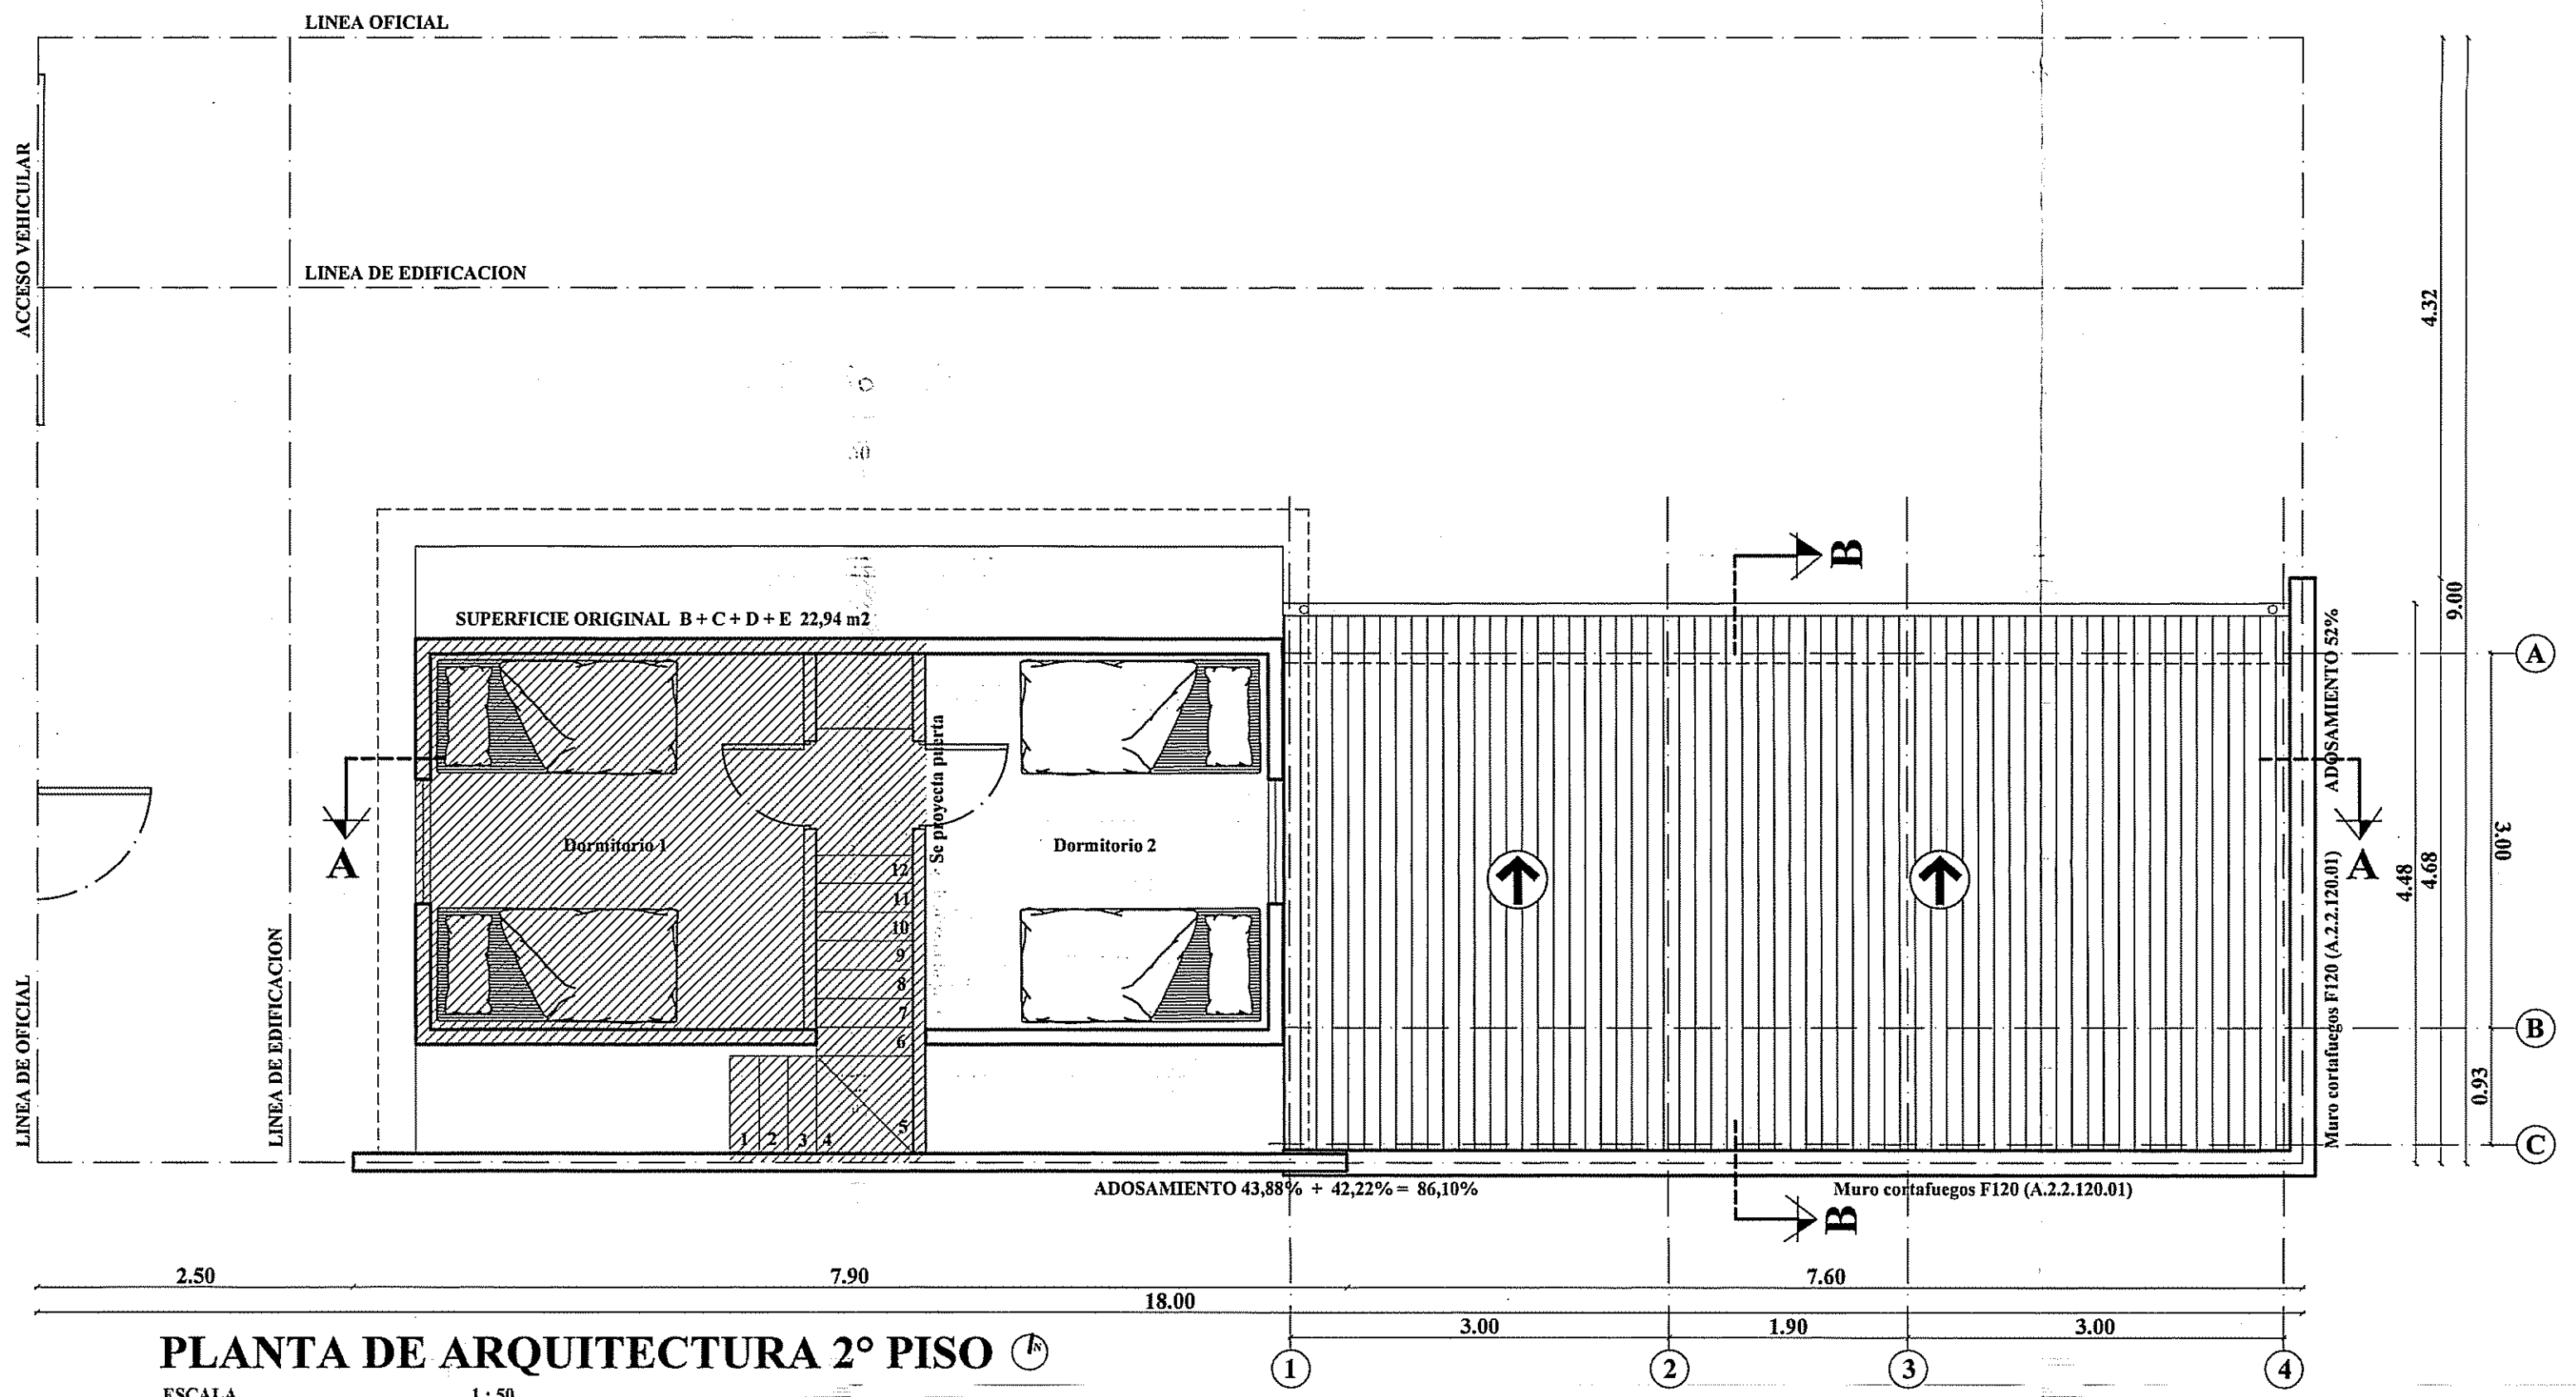 LINEA OFICIAL
ACCESO VEHICULAR
LINEA DE EDIFICACION
4.32
9.00
B
SUPERFICIE ORIGINAL B + C + D + E 22,94 m2
ADOSAMIENTO 52%
A
Se proyecta puerta
Dormitorio 1
Dormitorio 2
A
A
3.00
4.48
4.68
12
11
10
9
8
7
6
5
1 2 3 4
LINEA DE OFICIAL
LINEA DE EDIFICACION
Muro cortafuegos F120 (A.2.2.120.01)
B
0.93
C
ADOSAMIENTO 43,88% + 42,22% = 86,10%
Muro cortafuegos F120 (A.2.2.120.01)
B
2.50
7.90
7.60
18.00
3.00
1.90
3.00
PLANTA DE ARQUITECTURA 2° PISO N
1
2
3
4
ESCALA 1 : 50